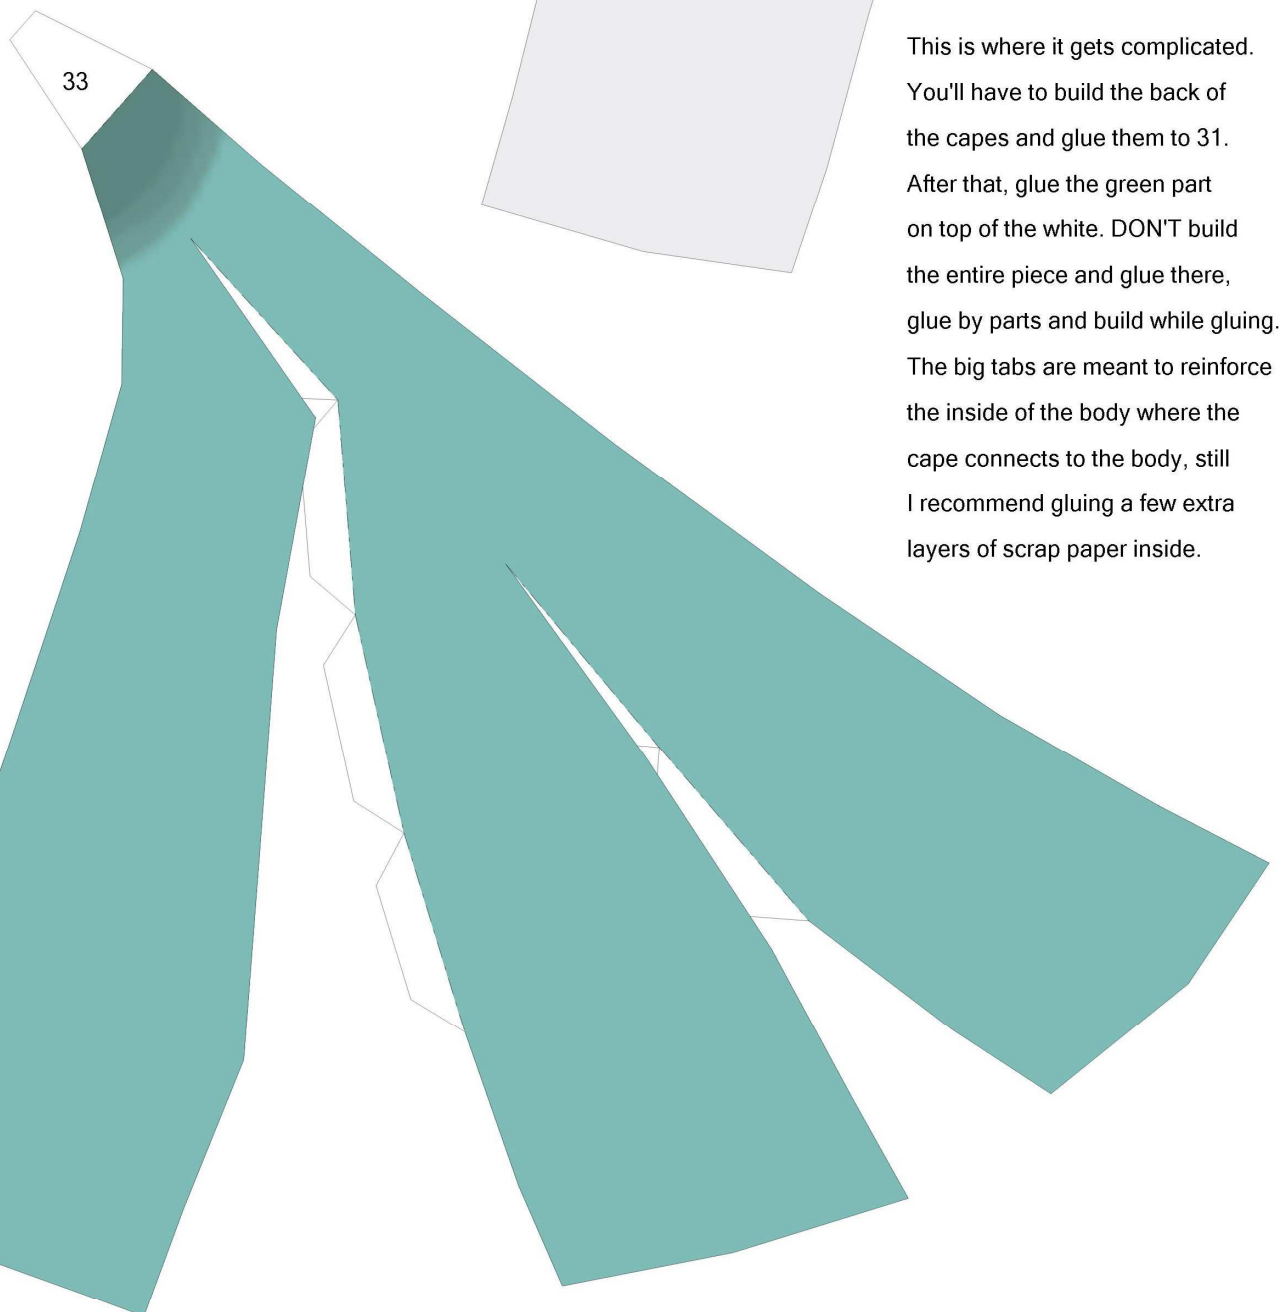 33
This is where it gets complicated.
You'll have to build the back of
the capes and glue them to 31.
After that, glue the green part
on top of the white. DON'T build
the entire piece and glue there,
glue by parts and build while gluing.
The big tabs are meant to reinforce
the inside of the body where the
cape connects to the body, still
I recommend gluing a few extra
layers of scrap paper inside.